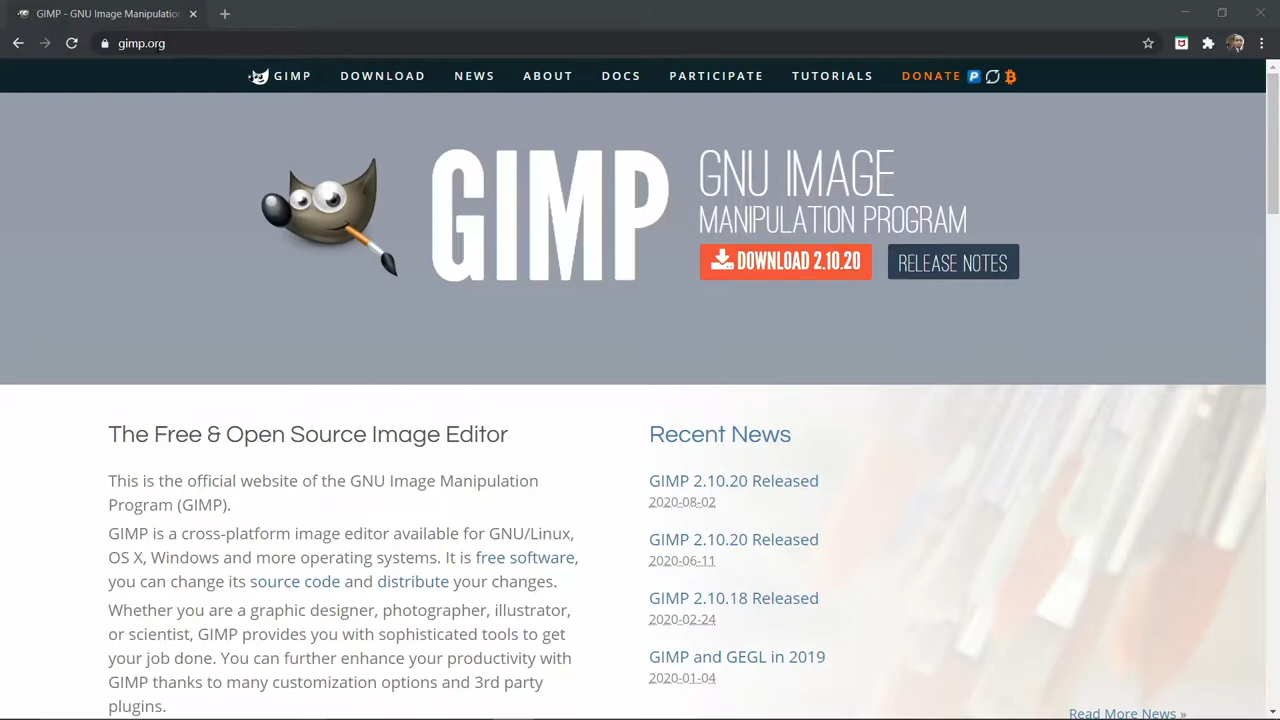 GIMP - GNU Image Manipulation
gimp.org
GIMP DOWNLOAD NEWS ABOUT DOCS PARTICIPATE TUTORIALS DONATE
GIMP
GNU IMAGE
MANIPULATION PROGRAM
DOWNLOAD 2.10.20 RELEASE NOTES
The Free & Open Source Image Editor
This is the official website of the GNU Image Manipulation
Program (GIMP).
GIMP is a cross-platform image editor available for GNU/Linux,
OS X, Windows and more operating systems. It is free software,
you can change its source code and distribute your changes.
Whether you are a graphic designer, photographer, illustrator,
or scientist, GIMP provides you with sophisticated tools to get
your job done. You can further enhance your productivity with
GIMP thanks to many customization options and 3rd party
plugins.
Recent News
GIMP 2.10.20 Released
2020-08-02
GIMP 2.10.20 Released
2020-06-11
GIMP 2.10.18 Released
2020-02-24
GIMP and GEGL in 2019
2020-01-04
Read More News »